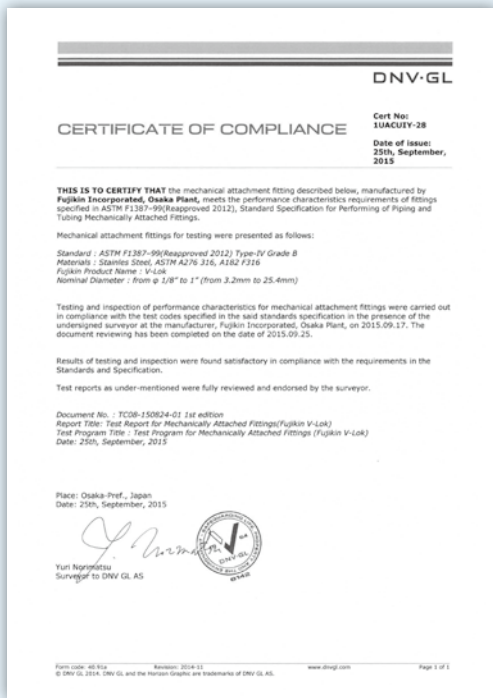 DNV·GL
CERTIFICATE OF COMPLIANCE
Cert No:
1UACUIY-28
Date of issue:
25th, September,
2015
THIS IS TO CERTIFY THAT the mechanical attachment fitting described below, manufactured by
Fujikin Incorporated, Osaka Plant, meets the performance characteristics requirements of fittings
specified in ASTM F1387-99(Reapproved 2012), Standard Specification for Performing of Piping and
Tubing Mechanically Attached Fittings.
Mechanical attachment fittings for testing were presented as follows:
Standard : ASTM F1387-99(Reapproved 2012) Type-IV Grade B
Materials : Stainles Steel, ASTM A276 316, A182 F316
Fujikin Product Name : V-Lok
Nominal Diameter : from φ 1/8" to 1" (from 3.2mm to 25.4mm)
Testing and inspection of performance characteristics for mechanical attachment fittings were carried out
in compliance with the test codes specified in the said standards specification in the presence of the
undersigned surveyor at the manufacturer, Fujikin Incorporated, Osaka Plant, on 2015.09.17. The
document reviewing has been completed on the date of 2015.09.25.
Results of testing and inspection were found satisfactory in compliance with the requirements in the
Standards and Specification.
Test reports as under-mentioned were fully reviewed and endorsed by the surveyor.
Document No. : TC08-150824-01 1st edition
Report Title: Test Report for Mechanically Attached Fittings(Fujikin V-Lok)
Test Program Title : Test Program for Mechanically Attached Fittings (Fujikin V-Lok)
Date: 25th, September, 2015
Place: Osaka-Pref., Japan
Date: 25th, September, 2015
DNV·GL
Yuri Norimatsu
Surveyor to DNV GL AS
Form code: 40.91a Revision: 2014-11 www.dnvgl.com Page 1 of 1
© DNV GL 2014. DNV GL and the Horizon Graphic are trademarks of DNV GL AS.